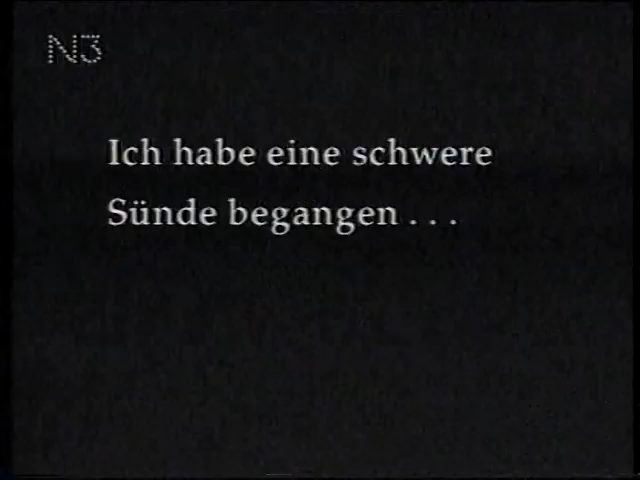 N3
Ich habe eine schwere
Sünde begangen . . .